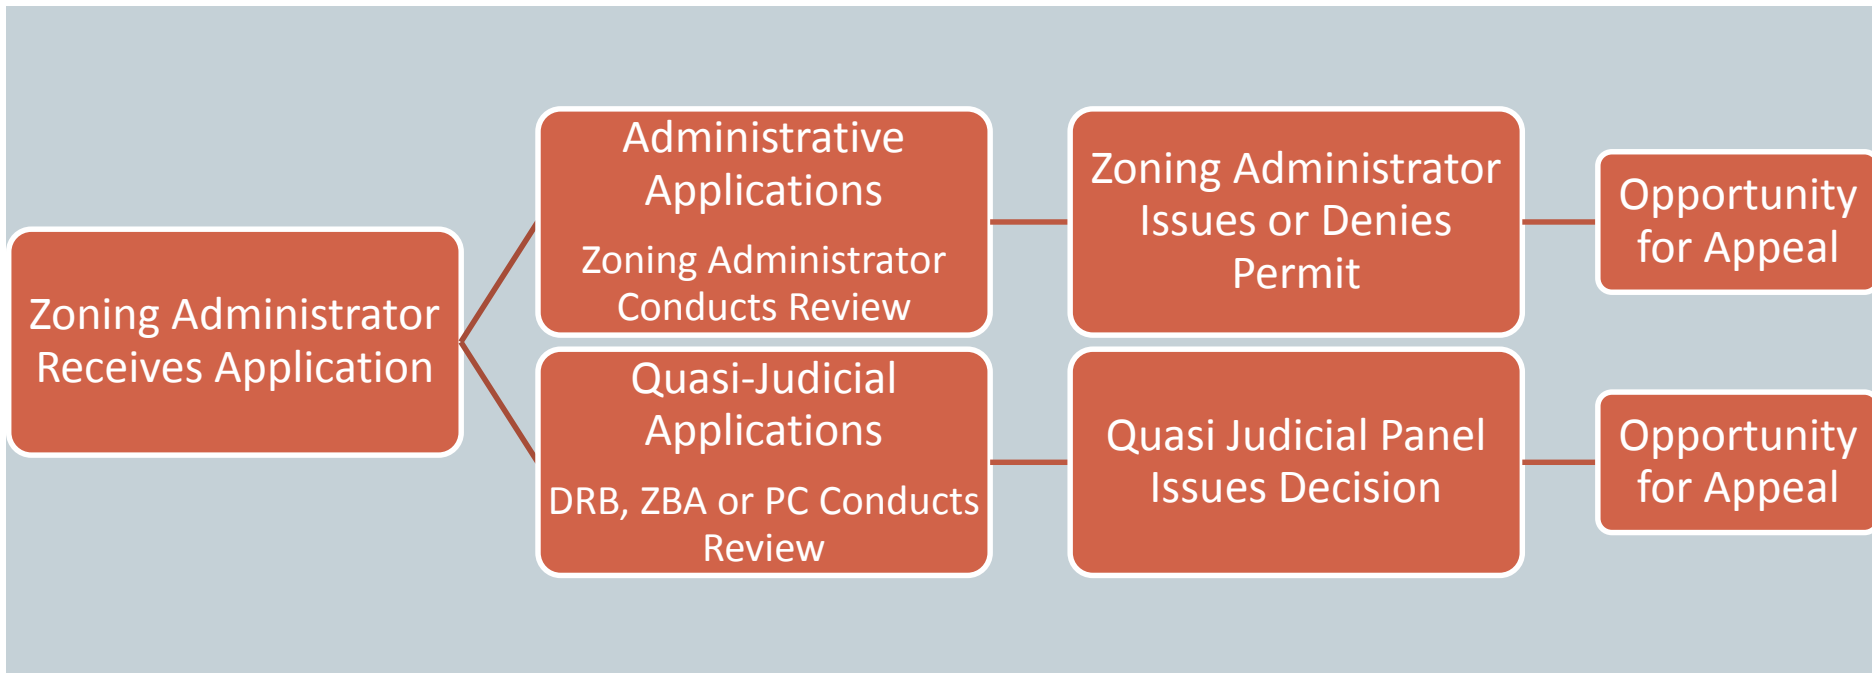 Zoning Administrator
Receives Application
Administrative
Applications
Zoning Administrator
Conducts Review
Zoning Administrator
Issues or Denies
Permit
Opportunity
for Appeal
Quasi-Judicial
Applications
DRB, ZBA or PC Conducts
Review
Quasi Judicial Panel
Issues Decision
Opportunity
for Appeal